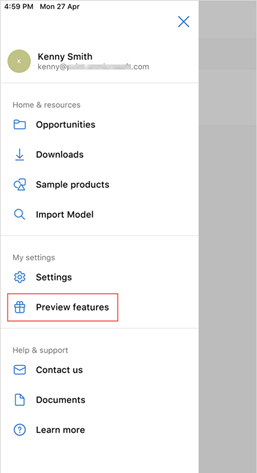 4:59 PM Mon 27 Apr
K
Kenny Smith
kenny@ .com
Home & resources
Opportunities
Downloads
Sample products
Import Model
My settings
Settings
Preview features
Help & support
Contact us
Documents
Learn more